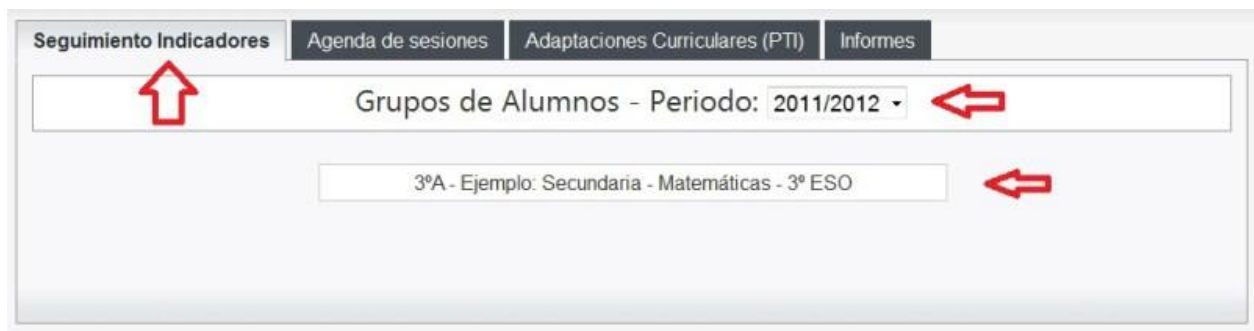 Seguimiento Indicadores Agenda de sesiones Adaptaciones Curriculares (PTI) Informes
Grupos de Alumnos - Periodo: 2011/2012
3ºA - Ejemplo: Secundaria - Matemáticas - 3º ESO